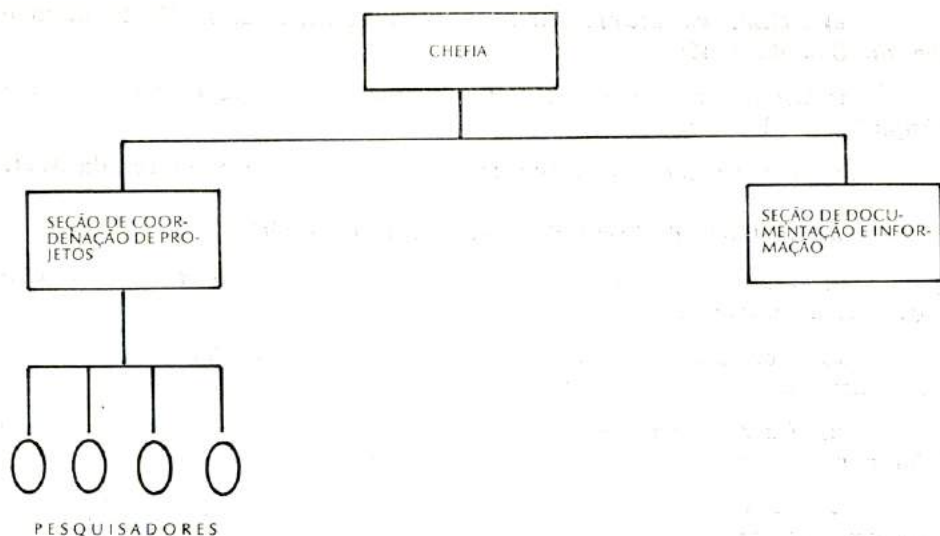 CHEFIA
SEÇÃO DE COOR-
DENAÇÃO DE PRO-
JETOS
SEÇÃO DE DOCU-
MENTAÇÃO E INFOR-
MAÇÃO
PESQUISADORES